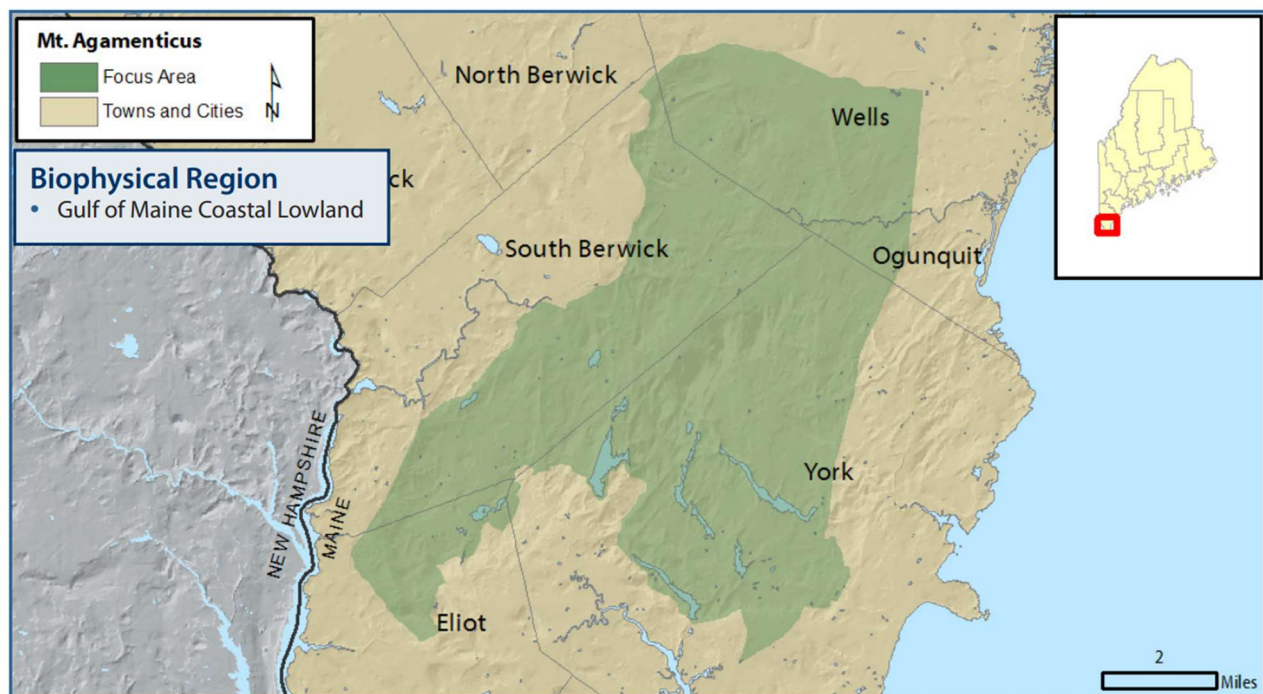 Mt. Agamenticus
Focus Area
Towns and Cities
N
Biophysical Region
• Gulf of Maine Coastal Lowland
ck
North Berwick
Wells
South Berwick
Ogunquit
York
NEW HAMPSHIRE
MAINE
Eliot
2
Miles